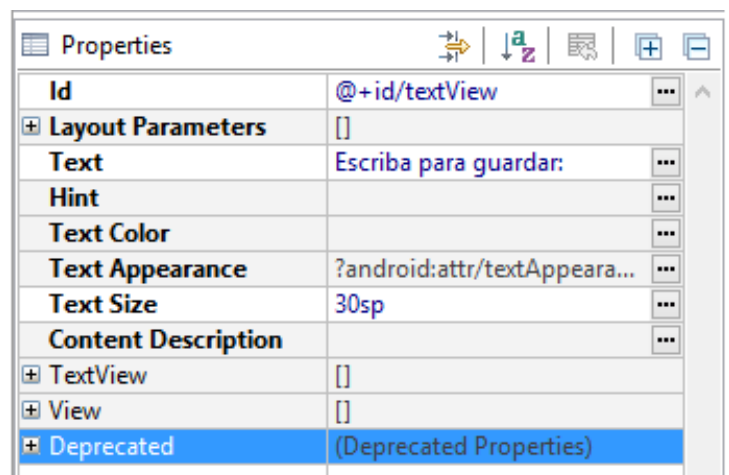 Properties
Id @+id/textView ...
Layout Parameters []
Text Escriba para guardar: ...
Hint ...
Text Color ...
Text Appearance ?android:attr/textAppeara... ...
Text Size 30sp ...
Content Description ...
TextView []
View []
Deprecated (Deprecated Properties)